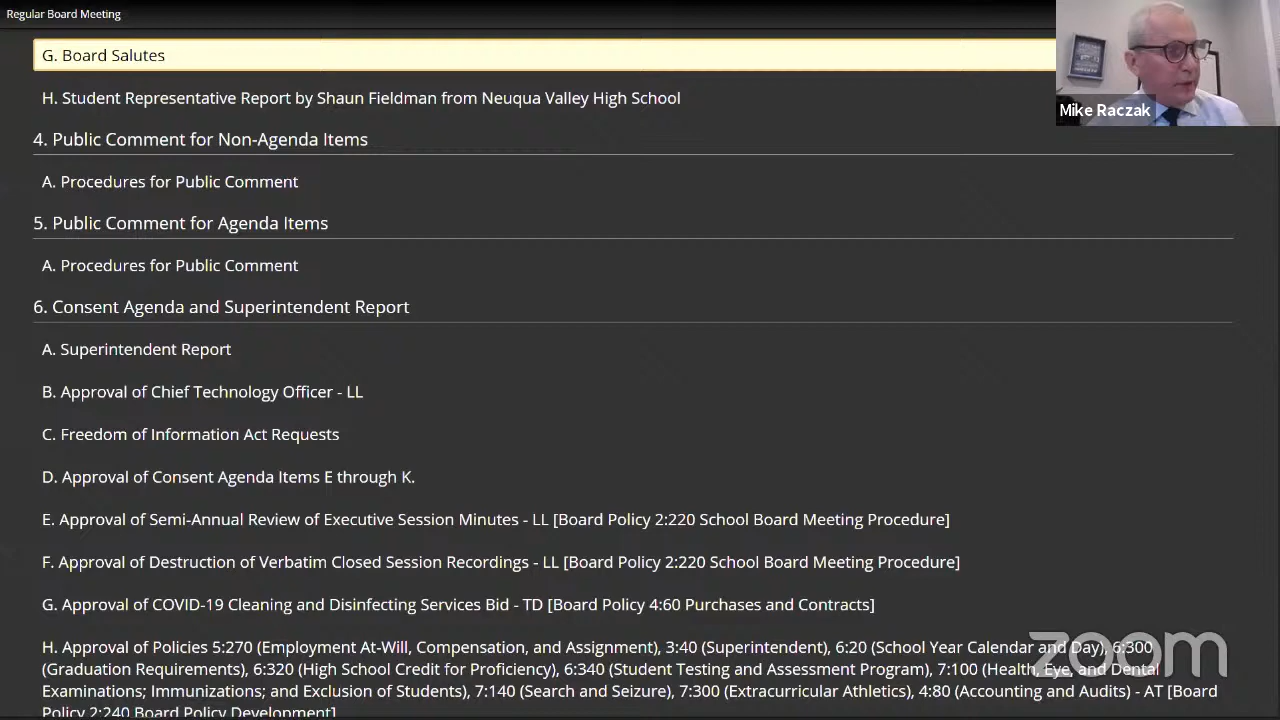 Regular Board Meeting
G. Board Salutes
Mike Raczak
H. Student Representative Report by Shaun Fieldman from Neuqua Valley High School
4. Public Comment for Non-Agenda Items
A. Procedures for Public Comment
5. Public Comment for Agenda Items
A. Procedures for Public Comment
6. Consent Agenda and Superintendent Report
A. Superintendent Report
B. Approval of Chief Technology Officer - LL
C. Freedom of Information Act Requests
D. Approval of Consent Agenda Items E through K.
E. Approval of Semi-Annual Review of Executive Session Minutes - LL [Board Policy 2:220 School Board Meeting Procedure]
F. Approval of Destruction of Verbatim Closed Session Recordings - LL [Board Policy 2:220 School Board Meeting Procedure]
G. Approval of COVID-19 Cleaning and Disinfecting Services Bid - TD [Board Policy 4:60 Purchases and Contracts]
H. Approval of Policies 5:270 (Employment At-Will, Compensation, and Assignment), 3:40 (Superintendent), 6:20 (School Year Calendar and Day), 6:300
(Graduation Requirements), 6:320 (High School Credit for Proficiency), 6:340 (Student Testing and Assessment Program), 7:100 (Health, Eye, and Dental
Examinations; Immunizations; and Exclusion of Students), 7:140 (Search and Seizure), 7:300 (Extracurricular Athletics), 4:80 (Accounting and Audits) - AT [Board
Policy 2:240 Board Policy Development]
zoom